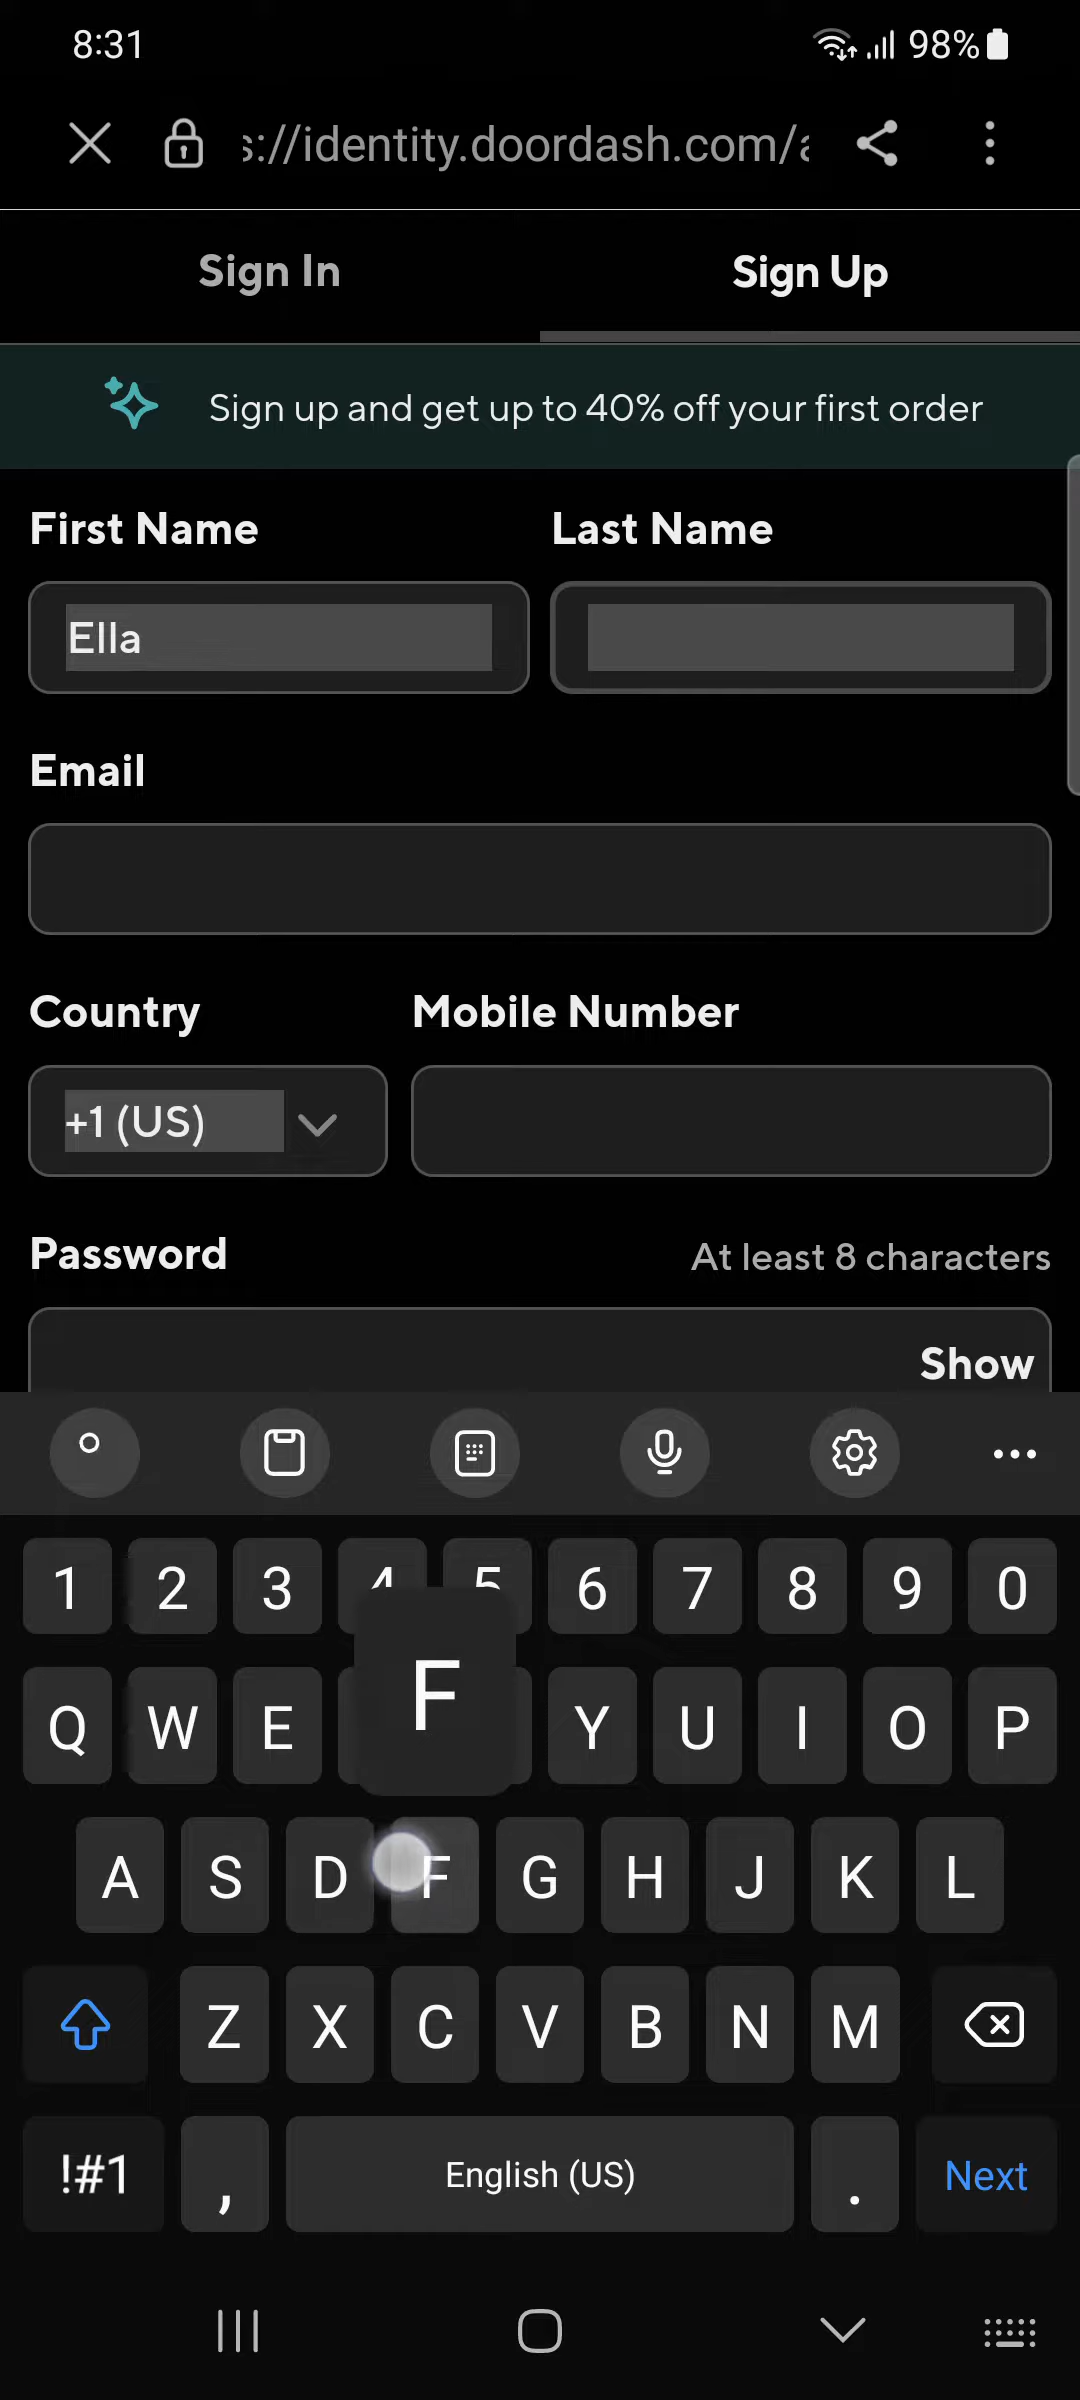 8:31
98%
s://identity.doordash.com/a
Sign In
Sign Up
Sign up and get up to 40% off your first order
First Name
Last Name
Ella
Email
Country
Mobile Number
+1 (US)
Password
At least 8 characters
Show
1 2 3 4 5 6 7 8 9 0
F
Q W E Y U I O P
A S D F G H J K L
Z X C V B N M
!#1 , English (US) . Next